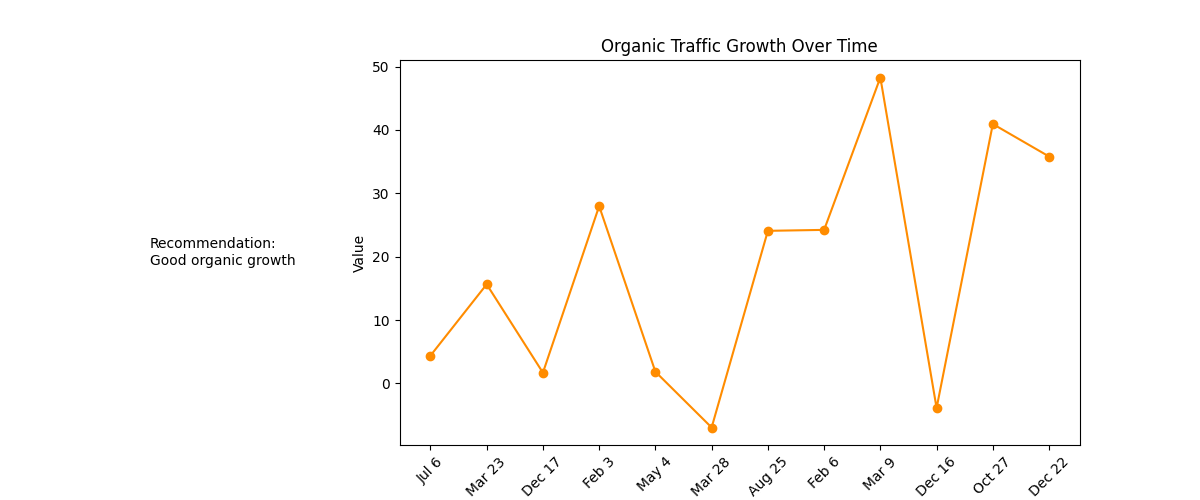 Organic Traffic Growth Over Time
Recommendation:
Good organic growth
Value
50
40
30
20
10
0
Jul 6
Mar 23
Dec 17
Feb 3
May 4
Mar 28
Aug 25
Feb 6
Mar 9
Dec 16
Oct 27
Dec 22